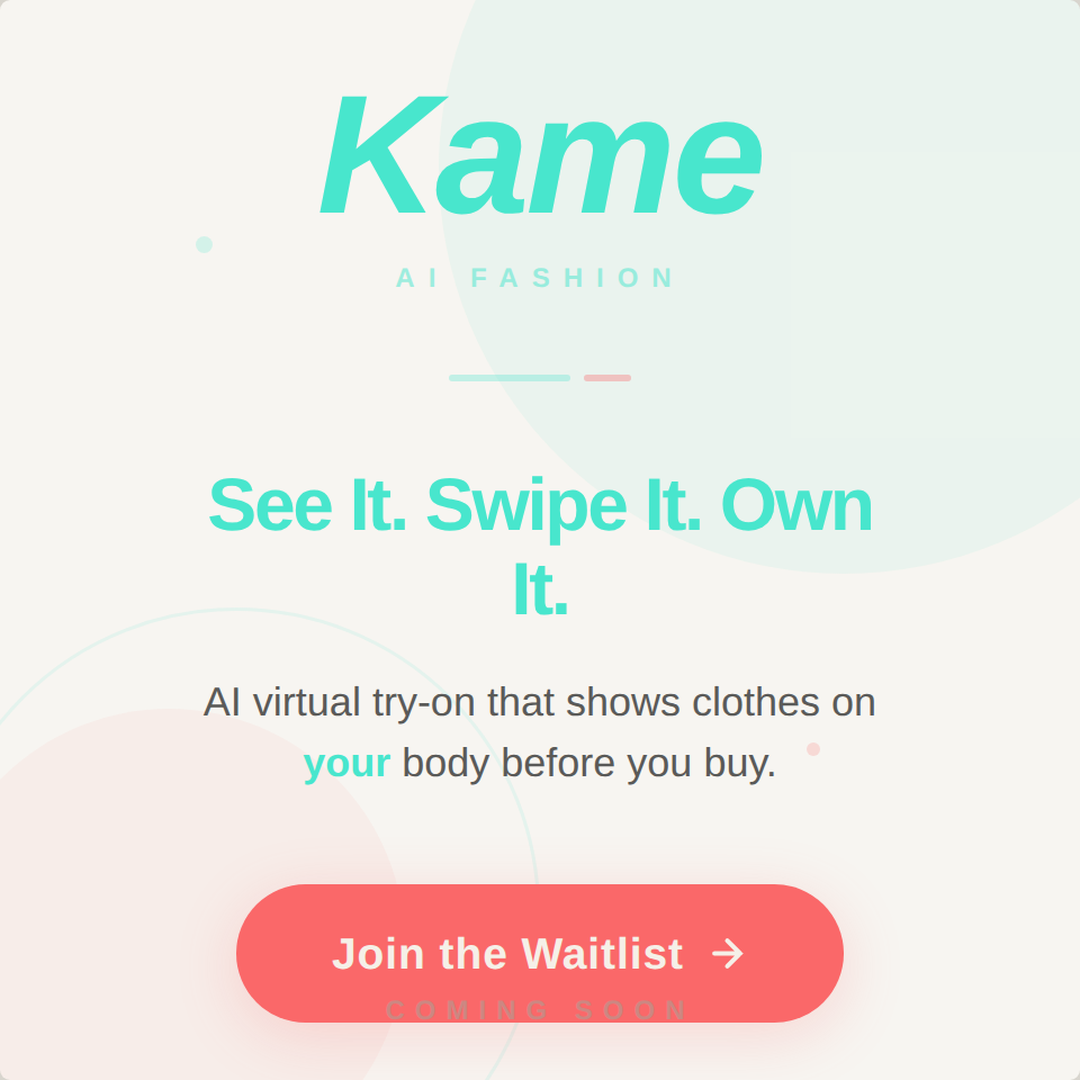 Kame
AI FASHION
See It. Swipe It. Own
It.
AI virtual try-on that shows clothes on
your body before you buy.
Join the Waitlist →
COMING SOON